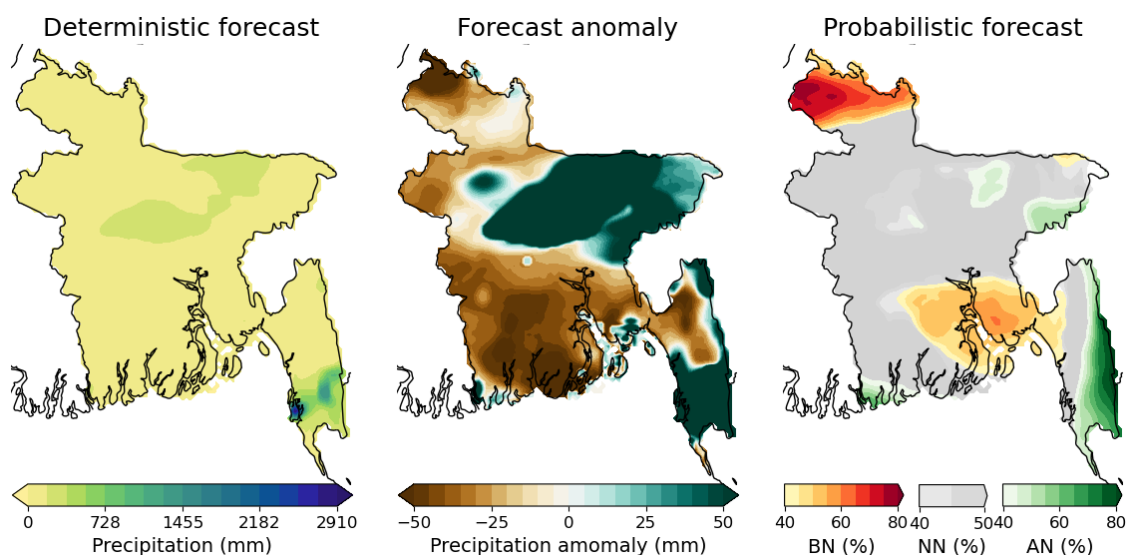 Deterministic forecast
Forecast anomaly
Probabilistic forecast
0 728 1455 2182 2910
Precipitation (mm)
−50 −25 0 25 50
Precipitation amomaly (mm)
40 60 80
BN (%)
40 50
NN (%)
40 60 80
AN (%)